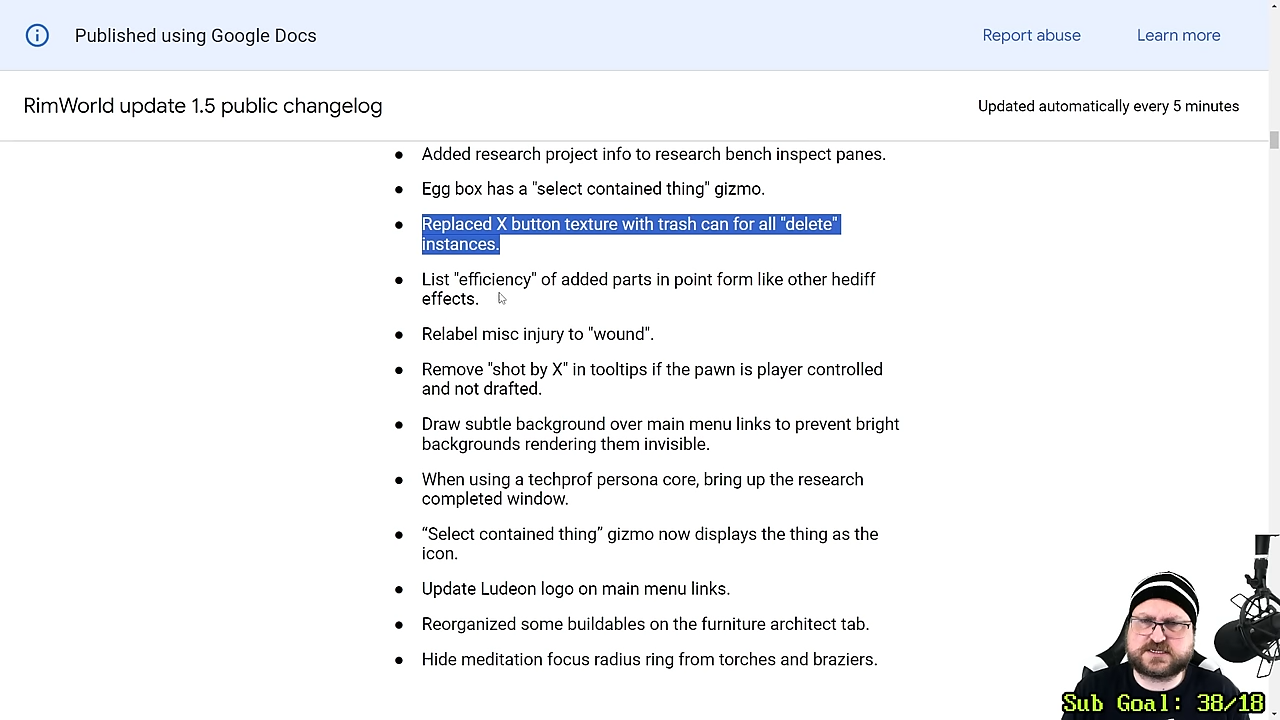 Published using Google Docs
Report abuse
Learn more
RimWorld update 1.5 public changelog
Updated automatically every 5 minutes
● Added research project info to research bench inspect panes.
● Egg box has a "select contained thing" gizmo.
● Replaced X button texture with trash can for all "delete"
instances.
● List "efficiency" of added parts in point form like other hediff
effects.
● Relabel misc injury to "wound".
● Remove "shot by X" in tooltips if the pawn is player controlled
and not drafted.
● Draw subtle background over main menu links to prevent bright
backgrounds rendering them invisible.
● When using a techprof persona core, bring up the research
completed window.
● “Select contained thing” gizmo now displays the thing as the
icon.
● Update Ludeon logo on main menu links.
● Reorganized some buildables on the furniture architect tab.
● Hide meditation focus radius ring from torches and braziers.
Sub Goal: 38/18